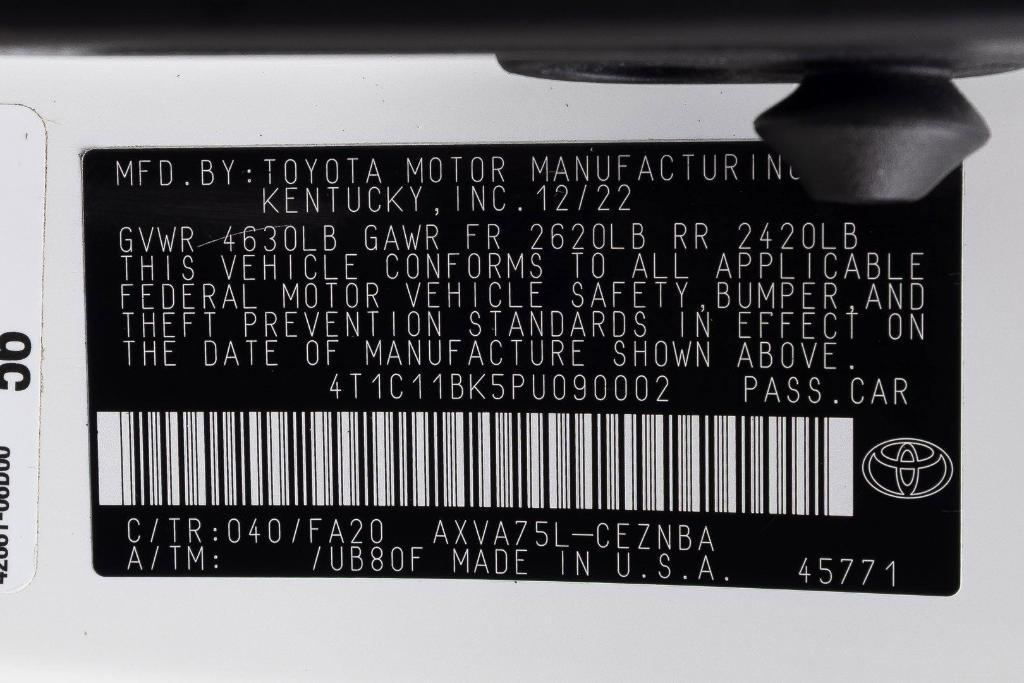 MFD.BY:TOYOTA MOTOR MANUFACTURING
KENTUCKY,INC.12/22
GVWR 4630LB GAWR FR 2620LB RR 2420LB
THIS VEHICLE CONFORMS TO ALL APPLICABLE
FEDERAL MOTOR VEHICLE SAFETY,BUMPER,AND
THEFT PREVENTION STANDARDS IN EFFECT ON
THE DATE OF MANUFACTURE SHOWN ABOVE.
4T1C11BK5PU090002 PASS.CAR
C/TR:040/FA20 AXVA75L-CEZNBA
A/TM: /UB80F MADE IN U.S.A. 45771
56